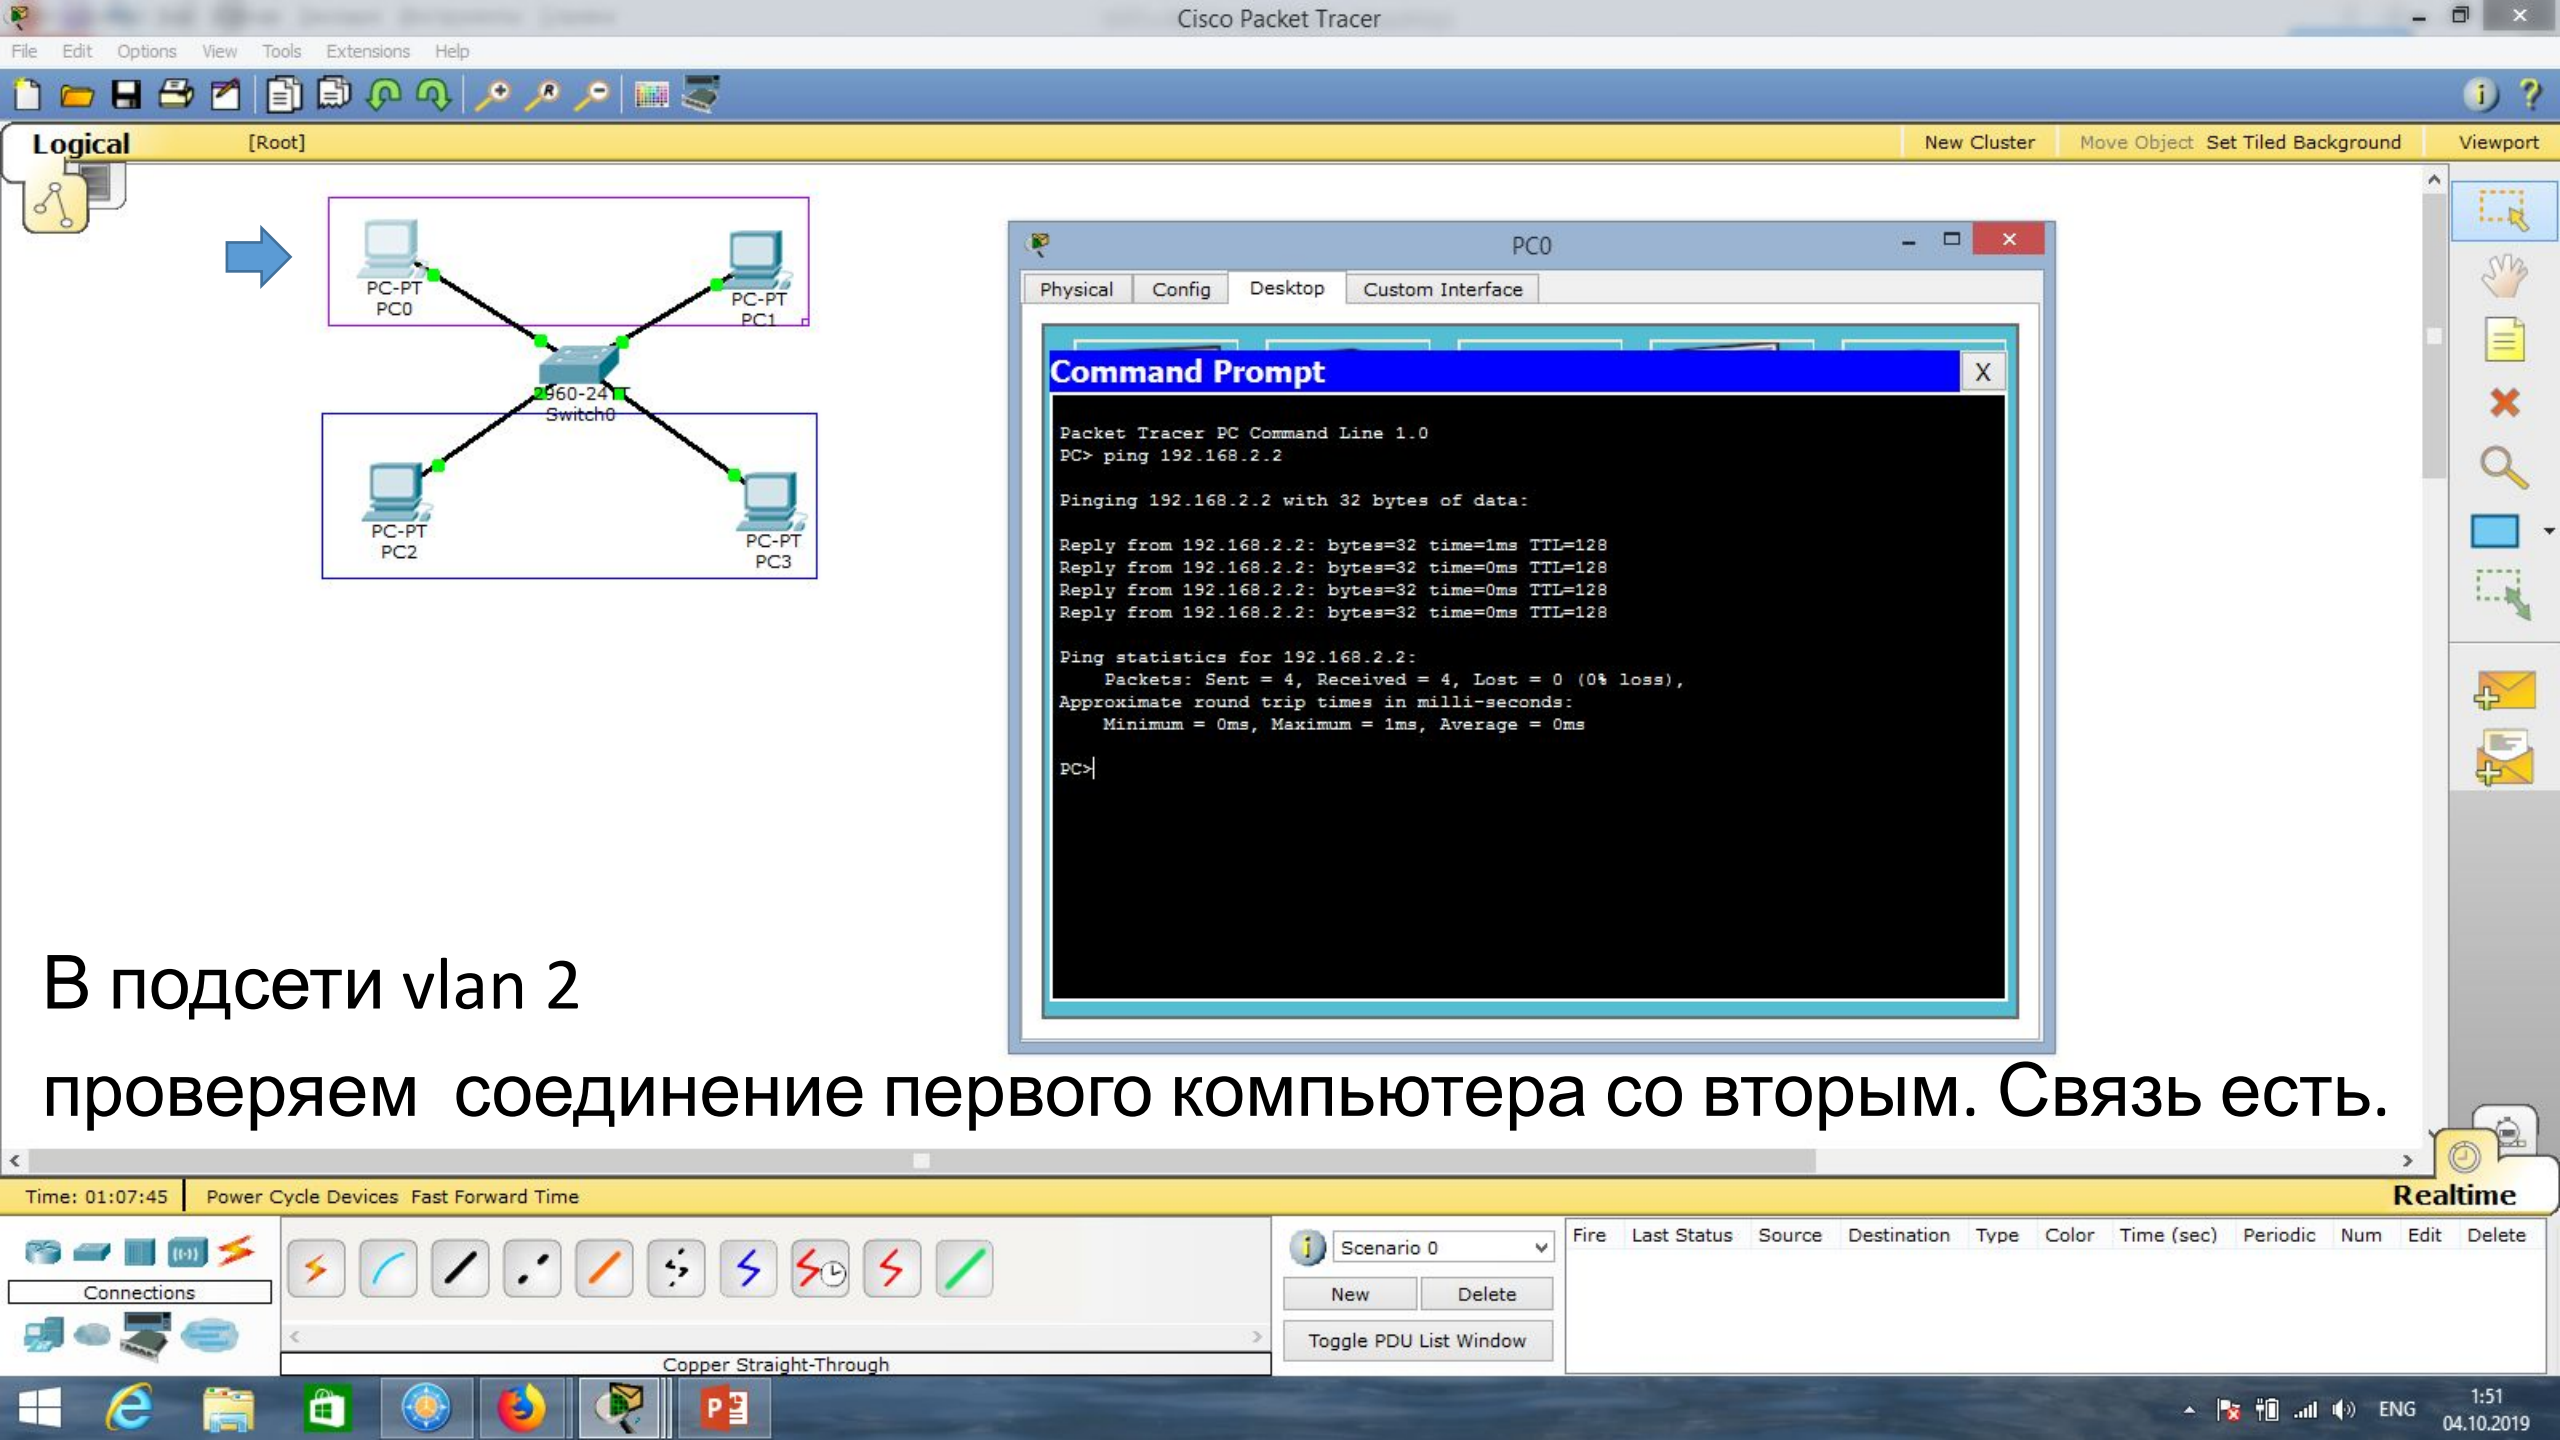 Cisco Packet Tracer
File Edit Options View Tools Extensions Help
Logical [Root] New Cluster Move Object Set Tiled Background Viewport
PC-PT
PC0
PC-PT
PC1
2960-24TT
Switch0
PC-PT
PC2
PC-PT
PC3
PC0
Physical Config Desktop Custom Interface
Command Prompt X
Packet Tracer PC Command Line 1.0
PC> ping 192.168.2.2
Pinging 192.168.2.2 with 32 bytes of data:
Reply from 192.168.2.2: bytes=32 time=1ms TTL=128
Reply from 192.168.2.2: bytes=32 time=0ms TTL=128
Reply from 192.168.2.2: bytes=32 time=0ms TTL=128
Reply from 192.168.2.2: bytes=32 time=0ms TTL=128
Ping statistics for 192.168.2.2:
Packets: Sent = 4, Received = 4, Lost = 0 (0% loss),
Approximate round trip times in milli-seconds:
Minimum = 0ms, Maximum = 1ms, Average = 0ms
PC>
В подсети vlan 2
проверяем соединение первого компьютера со вторым. Связь есть.
Time: 01:07:45 Power Cycle Devices Fast Forward Time Realtime
Connections
Copper Straight-Through
Scenario 0
New Delete
Toggle PDU List Window
Fire Last Status Source Destination Type Color Time (sec) Periodic Num Edit Delete
ENG
1:51
04.10.2019